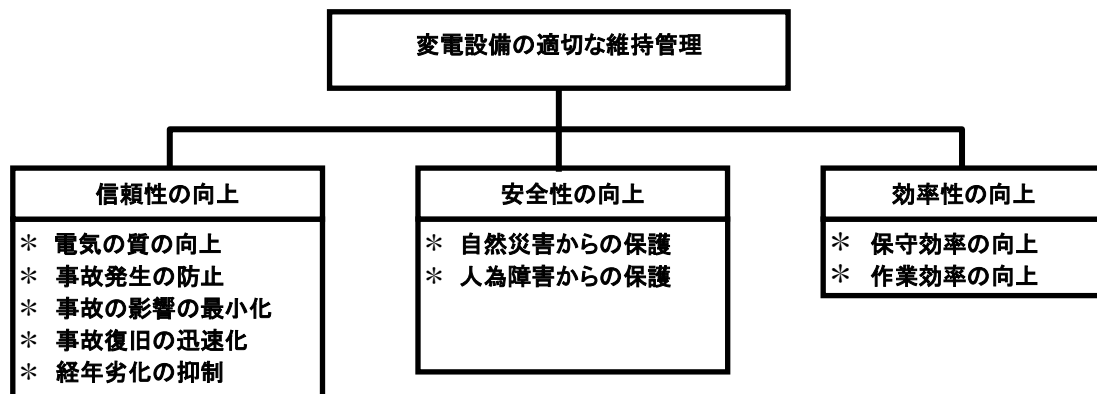 変電設備の適切な維持管理
信頼性の向上
＊ 電気の質の向上
＊ 事故発生の防止
＊ 事故の影響の最小化
＊ 事故復旧の迅速化
＊ 経年劣化の抑制
安全性の向上
＊ 自然災害からの保護
＊ 人為障害からの保護
効率性の向上
＊ 保守効率の向上
＊ 作業効率の向上